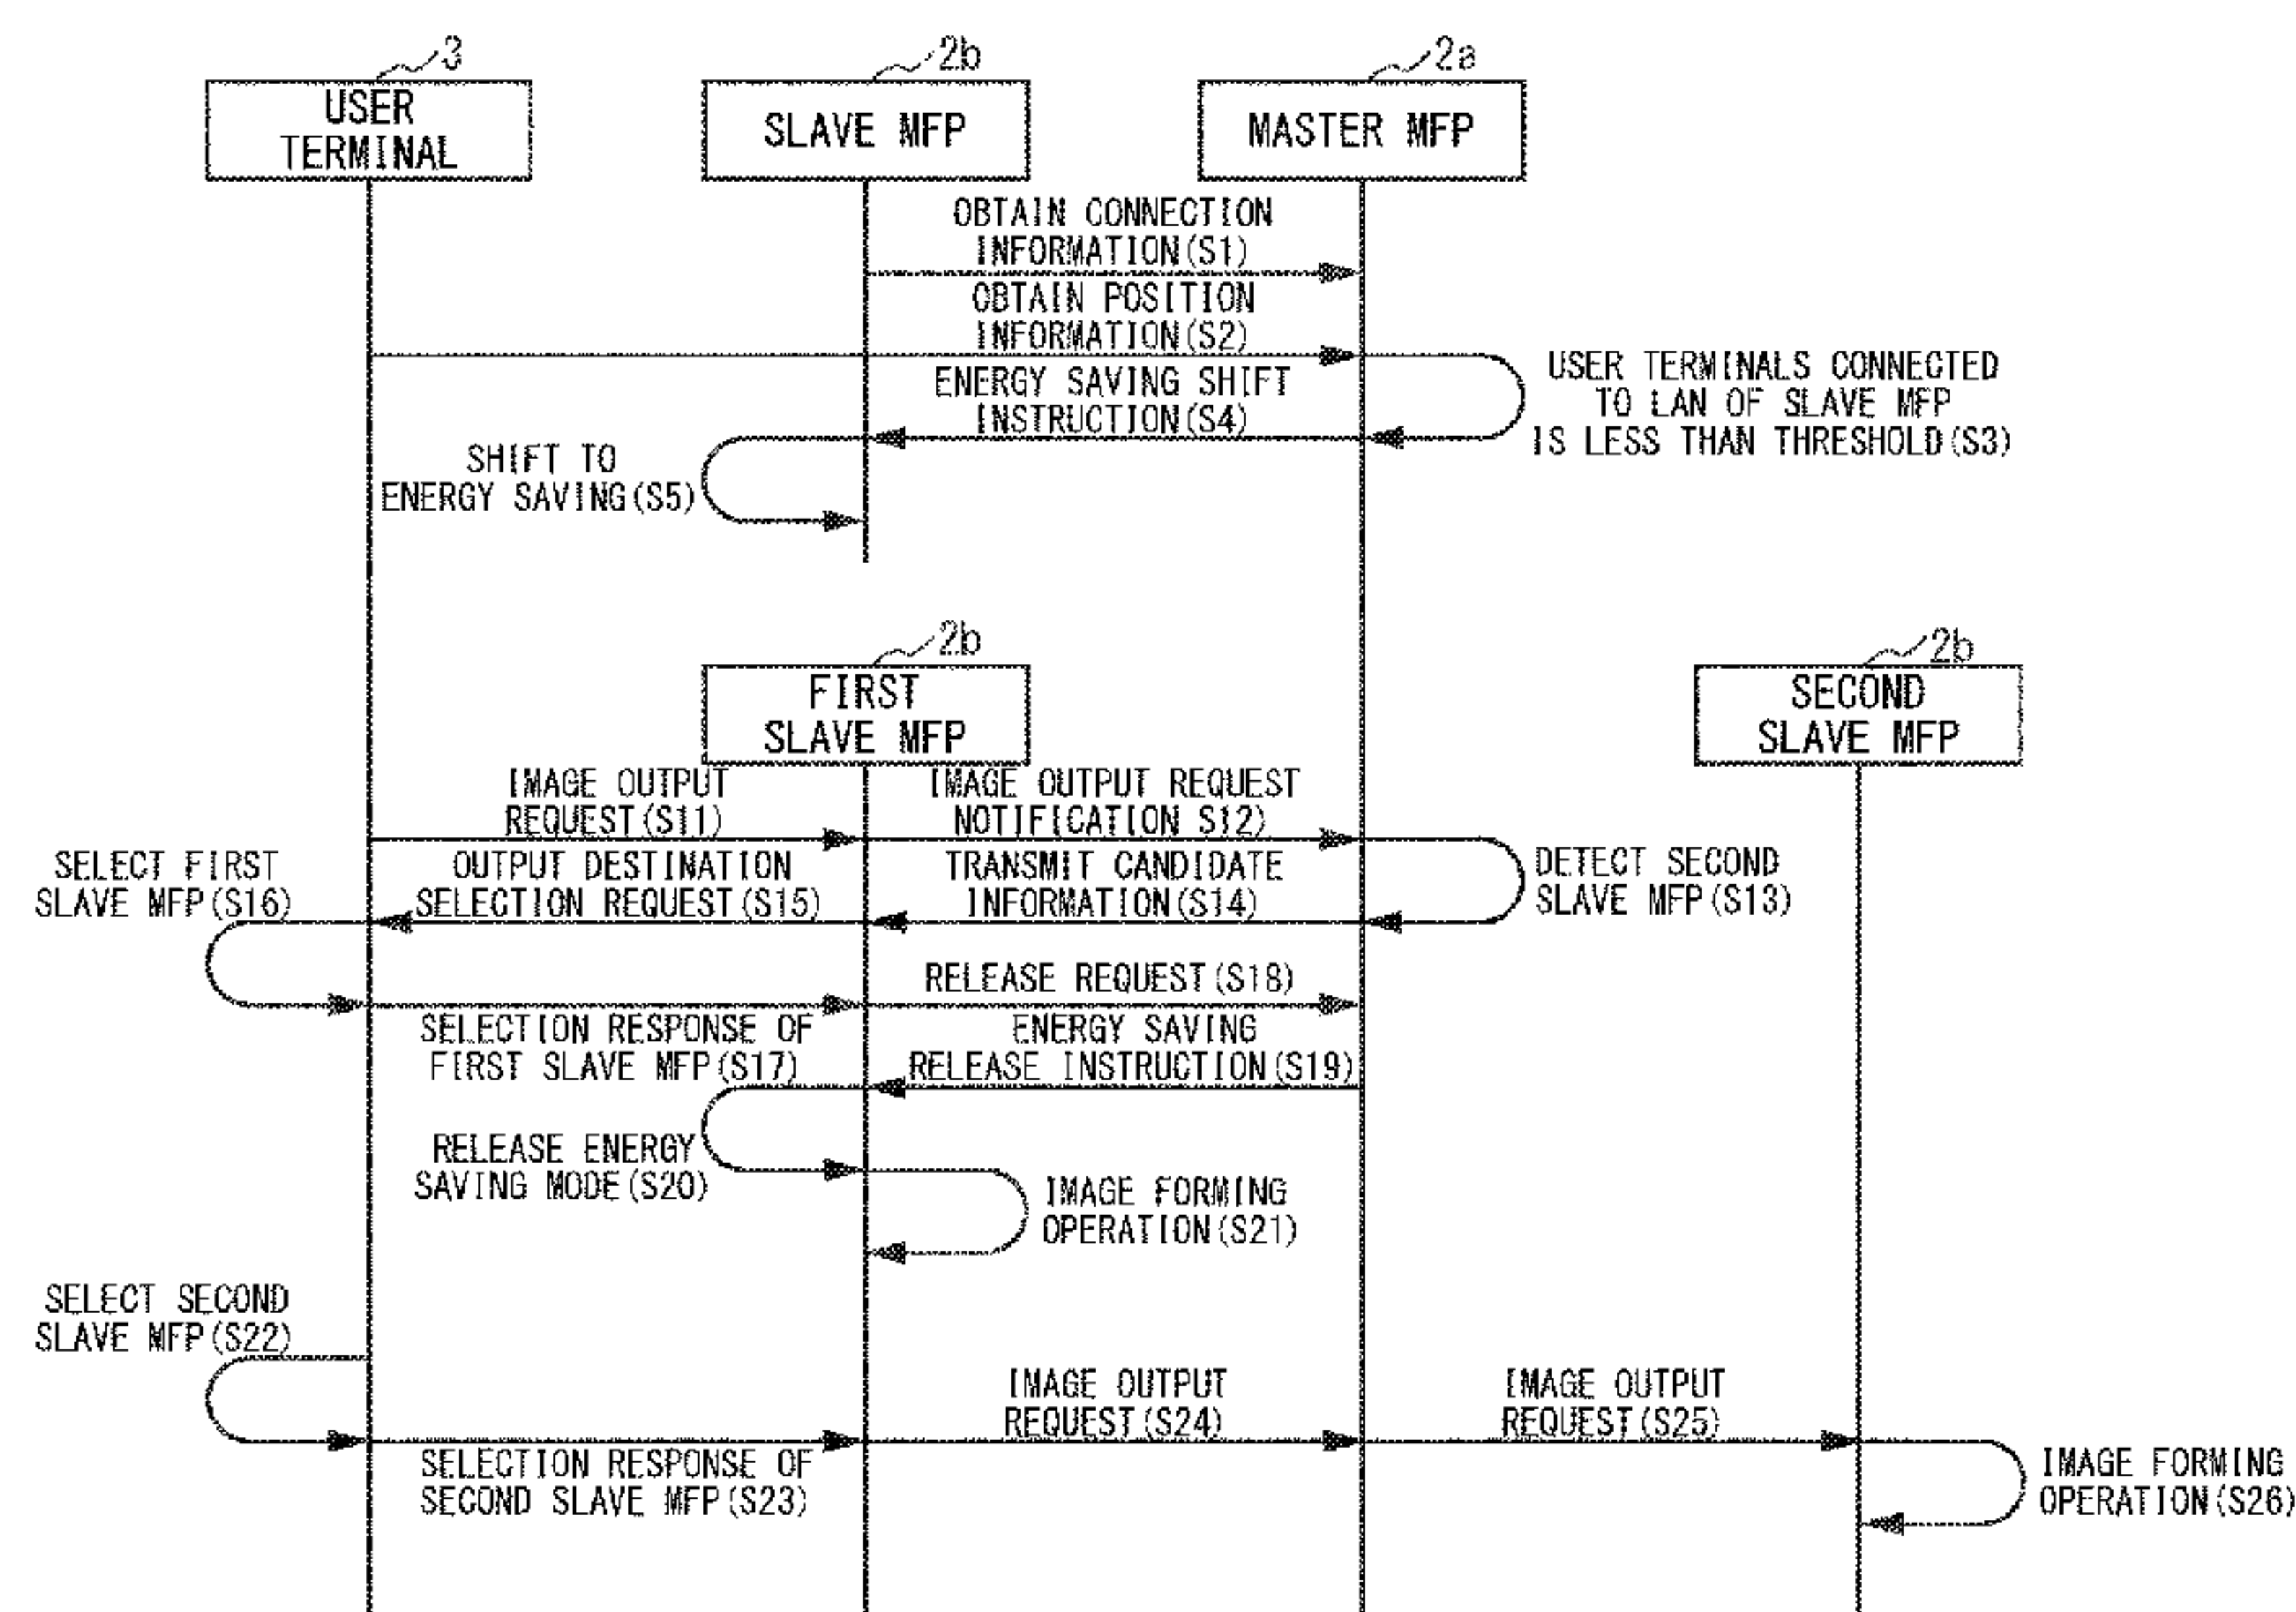 3
2b
2a
USER
TERMINAL
SLAVE MFP
MASTER MFP
OBTAIN CONNECTION
INFORMATION(S1)
OBTAIN POSITION
INFORMATION(S2)
USER TERMINALS CONNECTED
TO LAN OF SLAVE MFP
IS LESS THAN THRESHOLD(S3)
ENERGY SAVING SHIFT
INSTRUCTION(S4)
SHIFT TO
ENERGY SAVING(S5)
2b
2b
FIRST
SLAVE MFP
SECOND
SLAVE MFP
IMAGE OUTPUT
REQUEST(S11)
IMAGE OUTPUT REQUEST
NOTIFICATION S12)
DETECT SECOND
SLAVE MFP(S13)
TRANSMIT CANDIDATE
INFORMATION(S14)
OUTPUT DESTINATION
SELECTION REQUEST(S15)
SELECT FIRST
SLAVE MFP(S16)
SELECTION RESPONSE OF
FIRST SLAVE MFP(S17)
RELEASE REQUEST(S18)
ENERGY SAVING
RELEASE INSTRUCTION(S19)
RELEASE ENERGY
SAVING MODE(S20)
IMAGE FORMING
OPERATION(S21)
SELECT SECOND
SLAVE MFP(S22)
SELECTION RESPONSE OF
SECOND SLAVE MFP(S23)
IMAGE OUTPUT
REQUEST(S24)
IMAGE OUTPUT
REQUEST(S25)
IMAGE FORMING
OPERATION(S26)